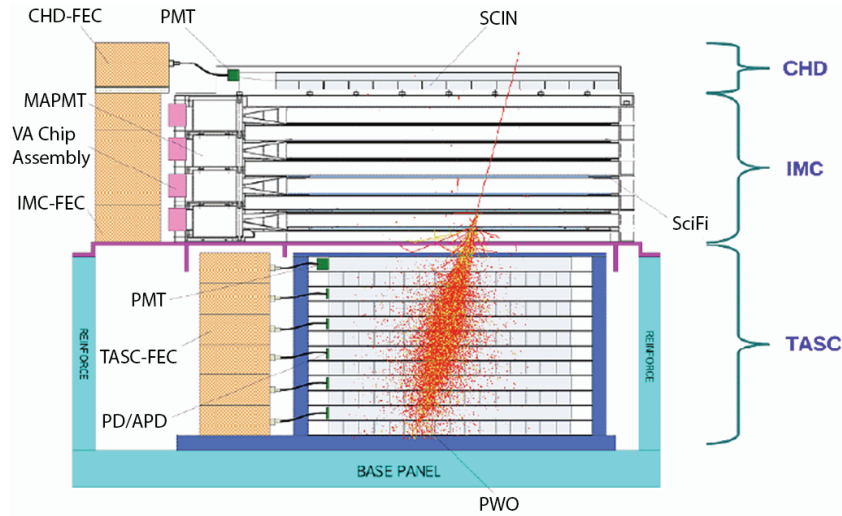 CHD-FEC
PMT
SCIN
CHD
MAPMT
VA Chip
Assembly
IMC-FEC
IMC
SciFi
PMT
TASC-FEC
PD/APD
REINFORCE
REINFORCE
TASC
BASE PANEL
PWO